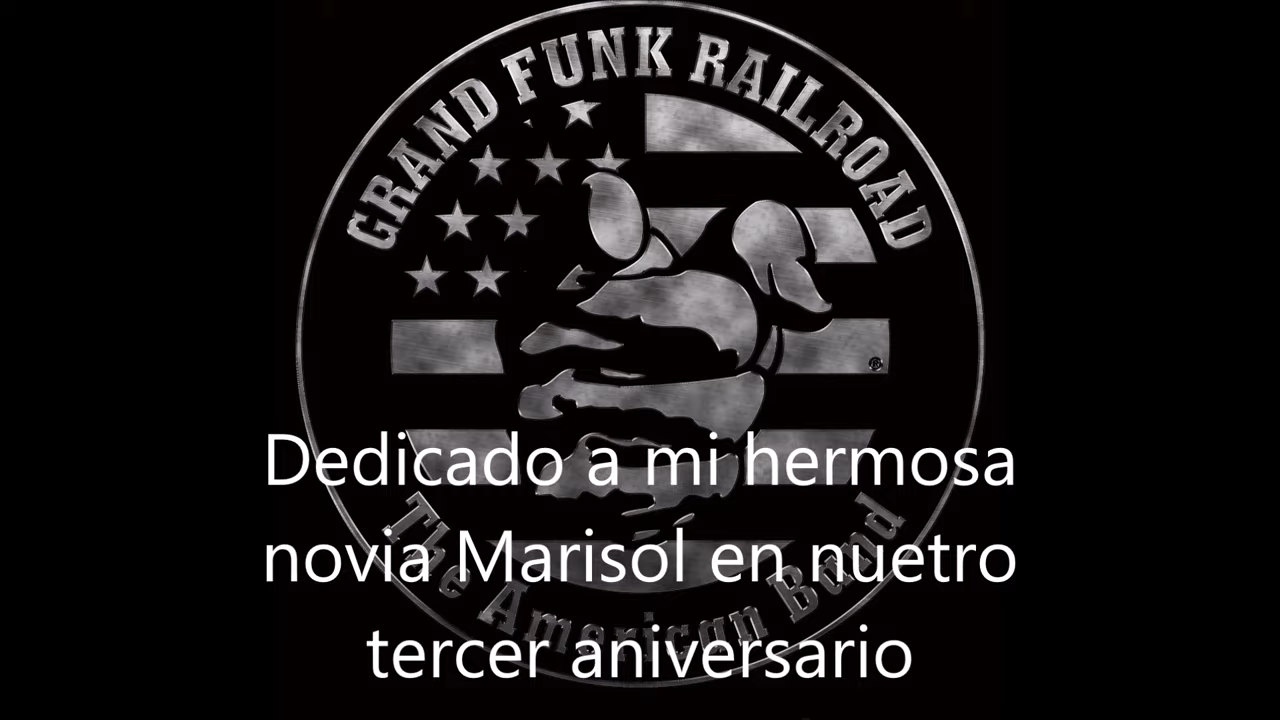 GRAND FUNK RAILROAD
®
Dedicado a mi hermosa
novia Marisol en nuetro
tercer aniversario
The American Band